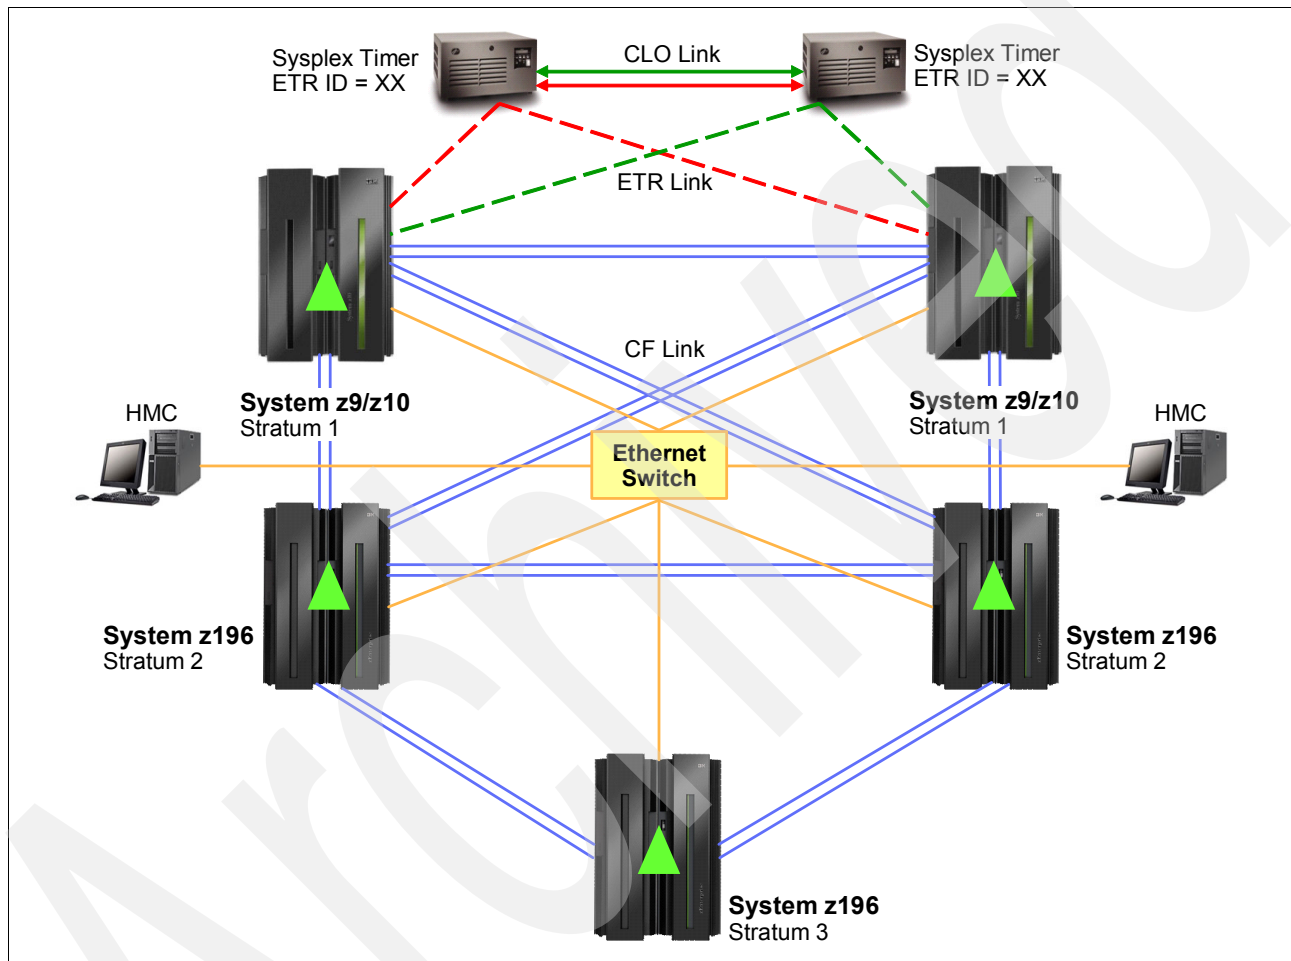 Sysplex Timer
ETR ID = XX
CLO Link
Sysplex Timer
ETR ID = XX
ETR Link
CF Link
System z9/z10
Stratum 1
System z9/z10
Stratum 1
HMC
HMC
Ethernet
Switch
System z196
Stratum 2
System z196
Stratum 2
System z196
Stratum 3
Archived